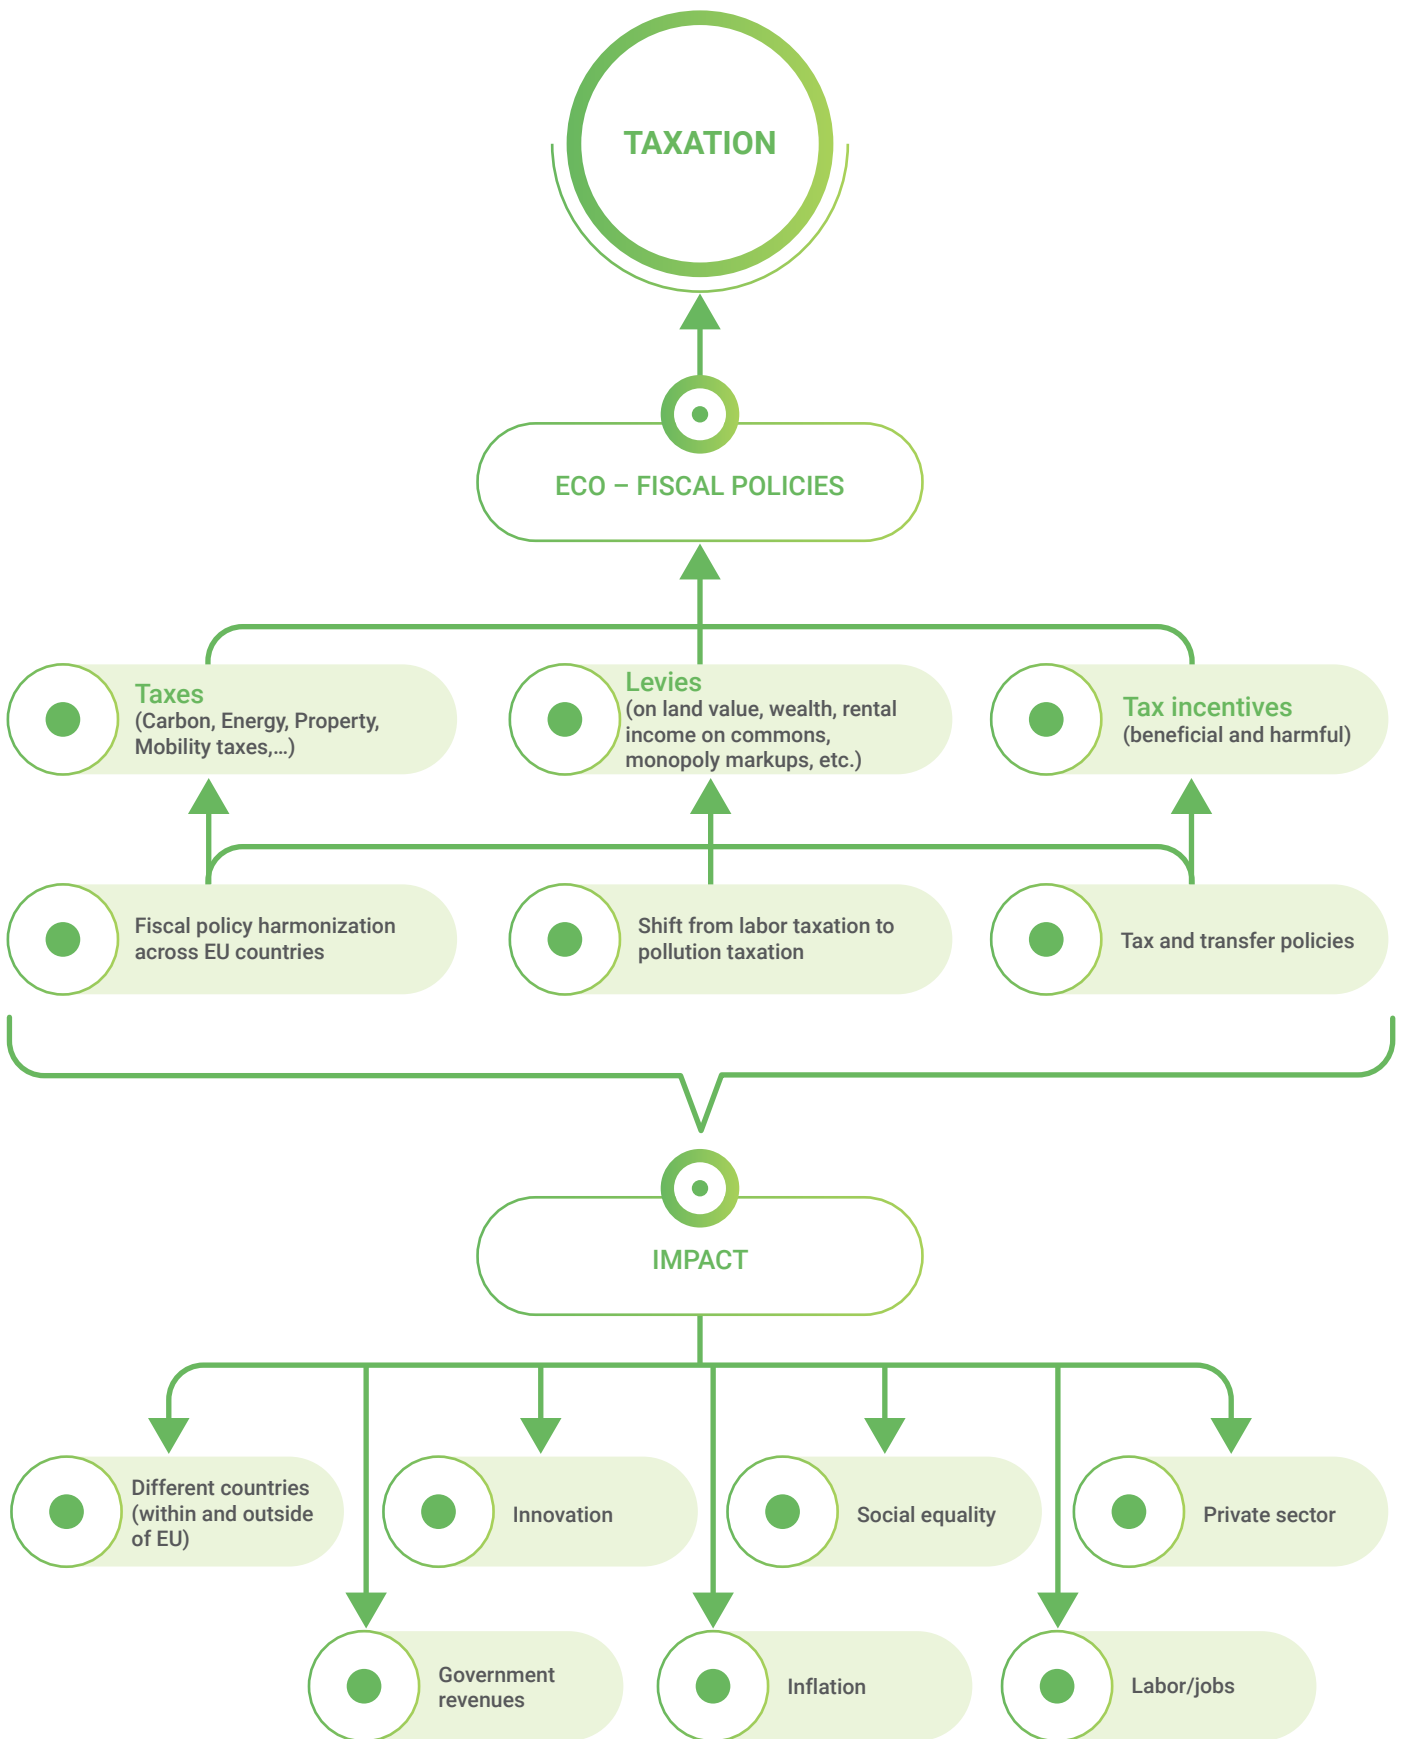 TAXATION
ECO – FISCAL POLICIES
Taxes
(Carbon, Energy, Property,
Mobility taxes,...)
Levies
(on land value, wealth, rental
income on commons,
monopoly markups, etc.)
Tax incentives
(beneficial and harmful)
Fiscal policy harmonization
across EU countries
Shift from labor taxation to
pollution taxation
Tax and transfer policies
IMPACT
Different countries
(within and outside
of EU)
Innovation
Social equality
Private sector
Government
revenues
Inflation
Labor/jobs